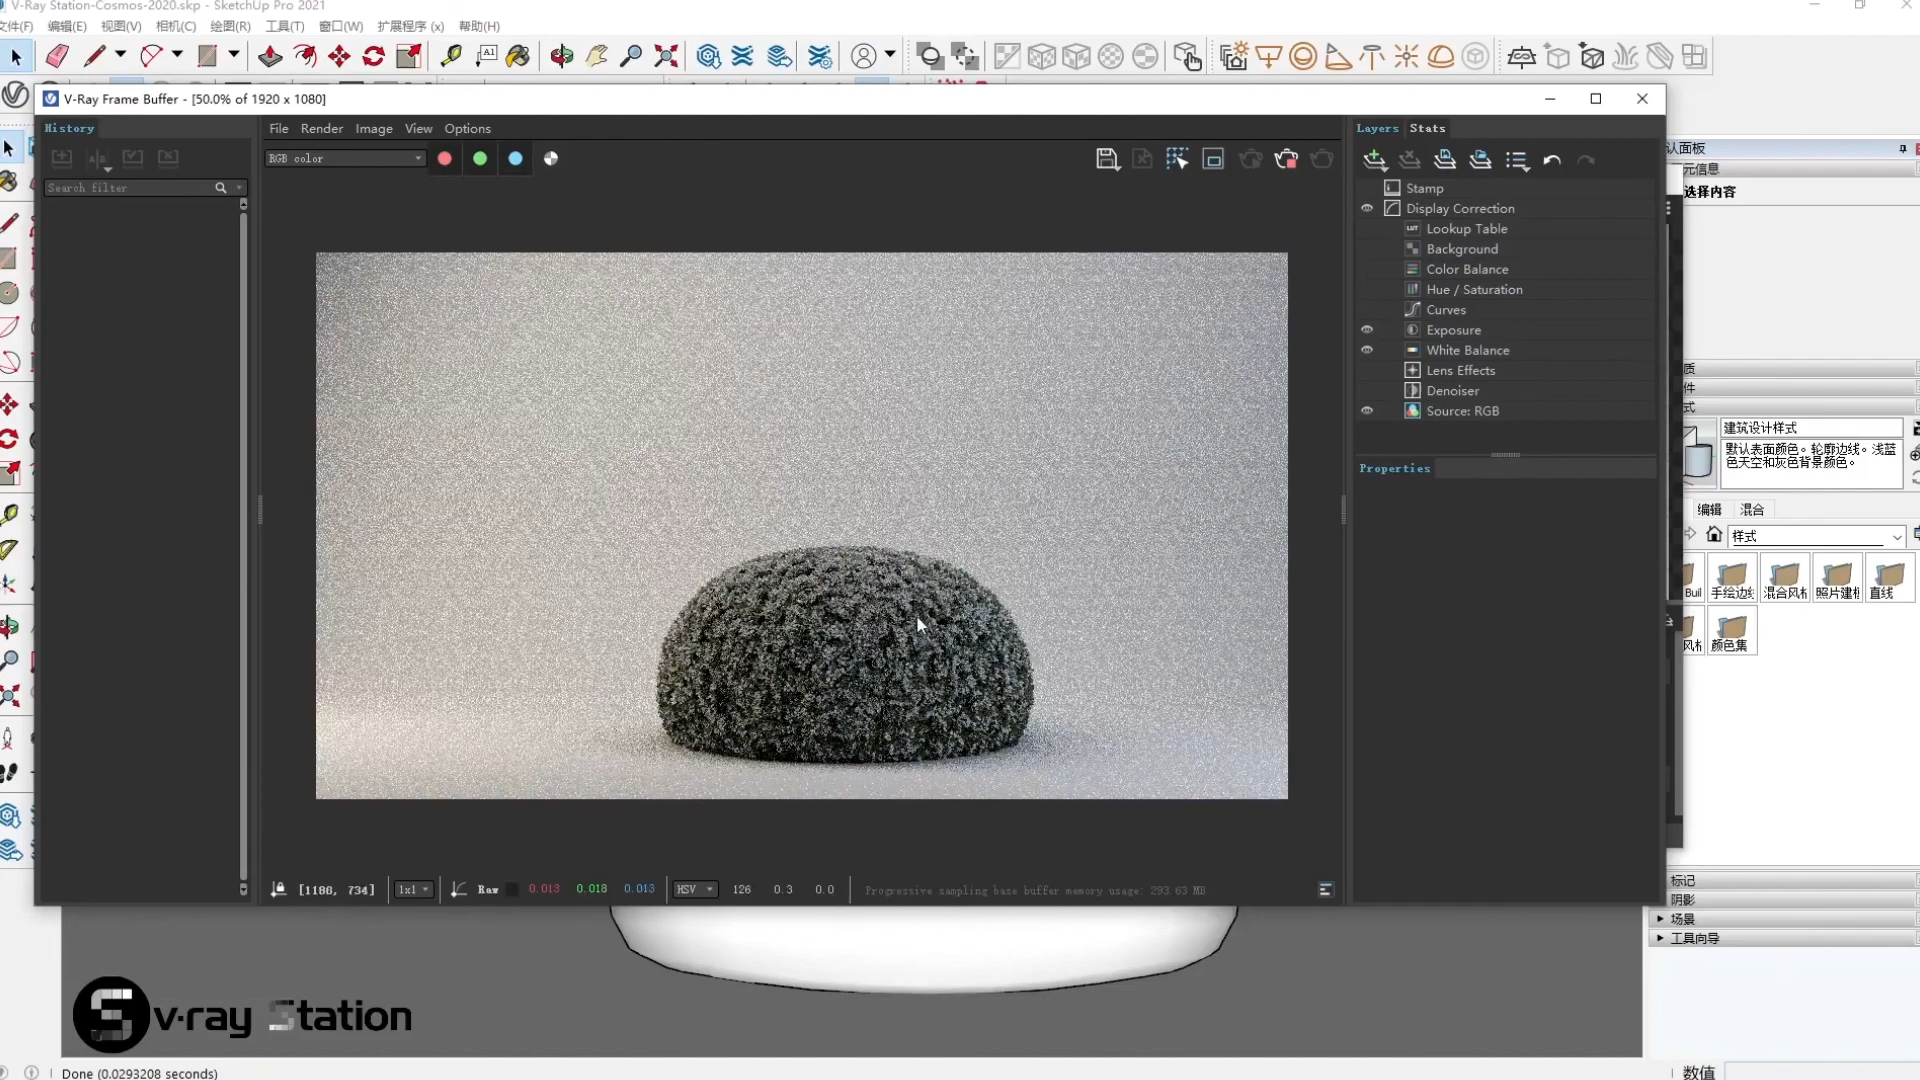 V-Ray Station-Cosmos-2020.skp - SketchUp Pro 2021
文件(F) 编辑(E) 视图(V) 相机(C) 绘图(R) 工具(T) 窗口(W) 扩展程序 (x) 帮助(H)
V-Ray Frame Buffer - [50.0% of 1920 x 1080]
History
File Render Image View Options
Layers Stats
认面板
RGB color
元信息
Search filter
选择内容
Stamp
Display Correction
LUT Lookup Table
Background
Color Balance
Hue / Saturation
Curves
Exposure
White Balance
Lens Effects
Denoiser
Source: RGB
质
件
式
建筑设计样式
默认表面颜色。轮廓边线。浅蓝
色天空和灰色背景颜色。
Properties
编辑 混合
样式
Buil 手绘边 混合风格 照片建模 直线
风格 颜色集
[1186, 734] 1x1 Raw 0.013 0.018 0.013 HSV 126 0.3 0.0 Progressive sampling base buffer memory usage: 293.63 MB
标记
阴影
场景
工具向导
S v·ray Station
Done (0.0293208 seconds)
数值